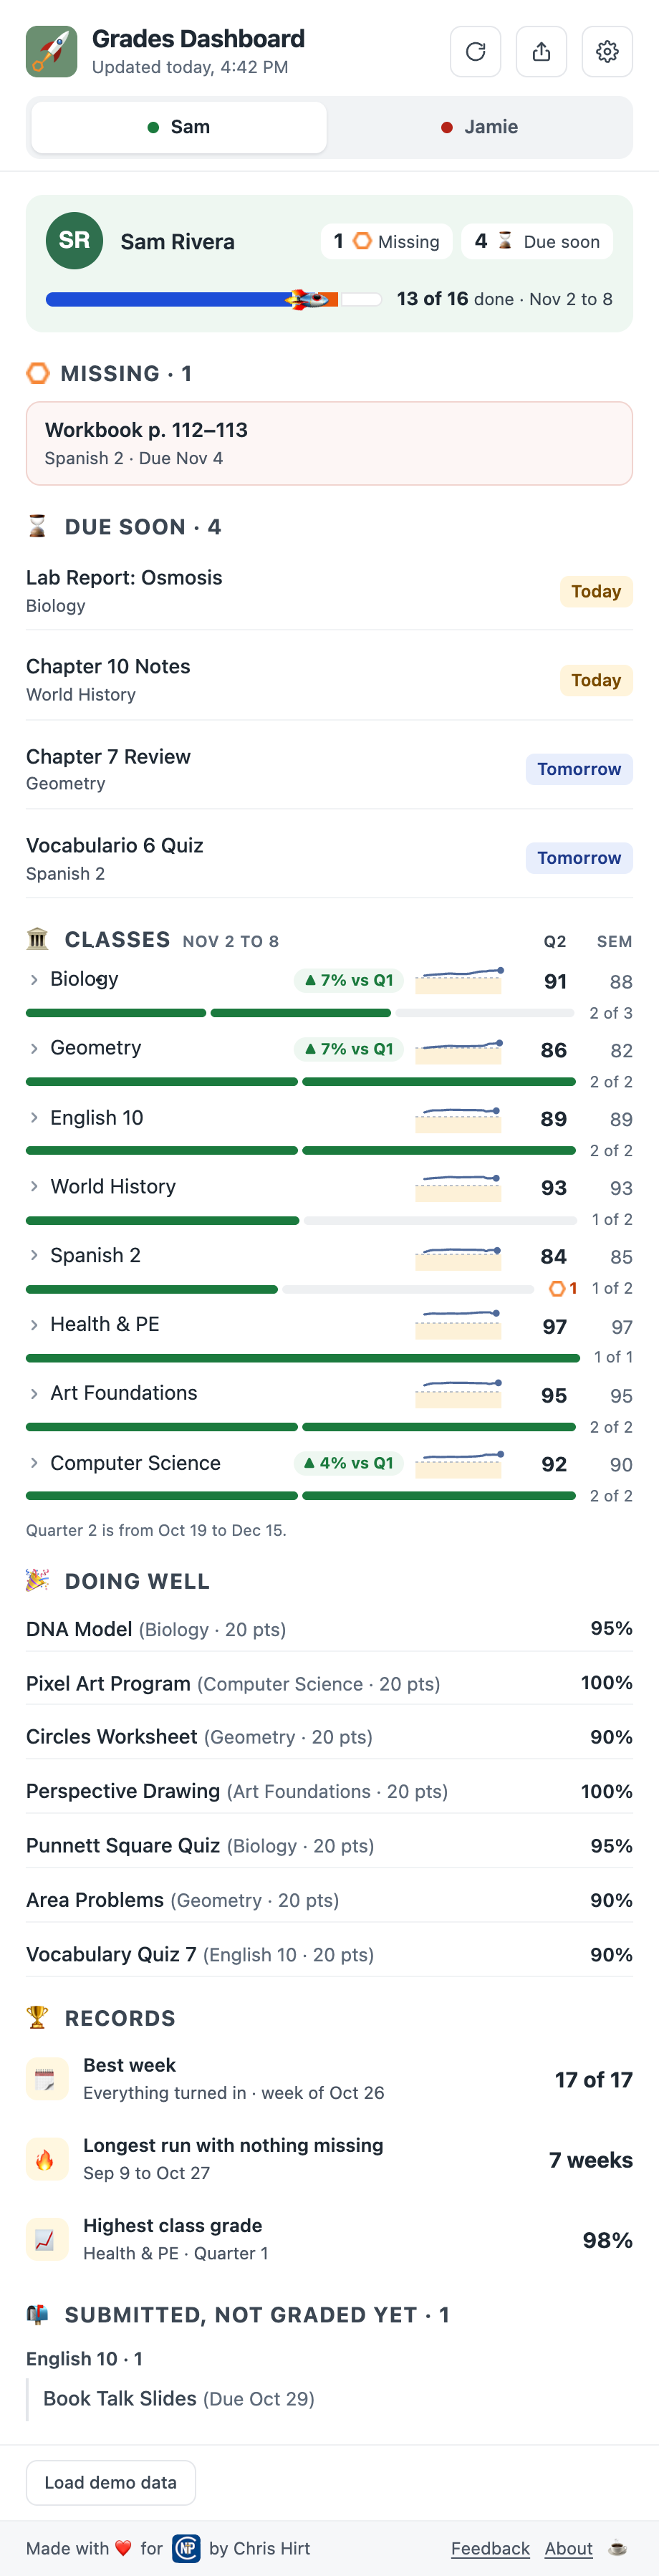 Grades Dashboard
Updated today, 4:42 PM
Sam
Jamie
SR
Sam Rivera
1 Missing
4 Due soon
13 of 16 done · Nov 2 to 8
MISSING · 1
Workbook p. 112–113
Spanish 2 · Due Nov 4
DUE SOON · 4
Lab Report: Osmosis
Biology
Today
Chapter 10 Notes
World History
Today
Chapter 7 Review
Geometry
Tomorrow
Vocabulario 6 Quiz
Spanish 2
Tomorrow
CLASSES NOV 2 TO 8 Q2 SEM
Biology ▲ 7% vs Q1 91 88
2 of 3
Geometry ▲ 7% vs Q1 86 82
2 of 2
English 10 89 89
2 of 2
World History 93 93
1 of 2
Spanish 2 84 85
1 1 of 2
Health & PE 97 97
1 of 1
Art Foundations 95 95
2 of 2
Computer Science ▲ 4% vs Q1 92 90
2 of 2
Quarter 2 is from Oct 19 to Dec 15.
DOING WELL
DNA Model (Biology · 20 pts) 95%
Pixel Art Program (Computer Science · 20 pts) 100%
Circles Worksheet (Geometry · 20 pts) 90%
Perspective Drawing (Art Foundations · 20 pts) 100%
Punnett Square Quiz (Biology · 20 pts) 95%
Area Problems (Geometry · 20 pts) 90%
Vocabulary Quiz 7 (English 10 · 20 pts) 90%
RECORDS
Best week
Everything turned in · week of Oct 26
17 of 17
Longest run with nothing missing
Sep 9 to Oct 27
7 weeks
Highest class grade
Health & PE · Quarter 1
98%
SUBMITTED, NOT GRADED YET · 1
English 10 · 1
Book Talk Slides (Due Oct 29)
Load demo data
Made with ❤️ for NP by Chris Hirt Feedback About